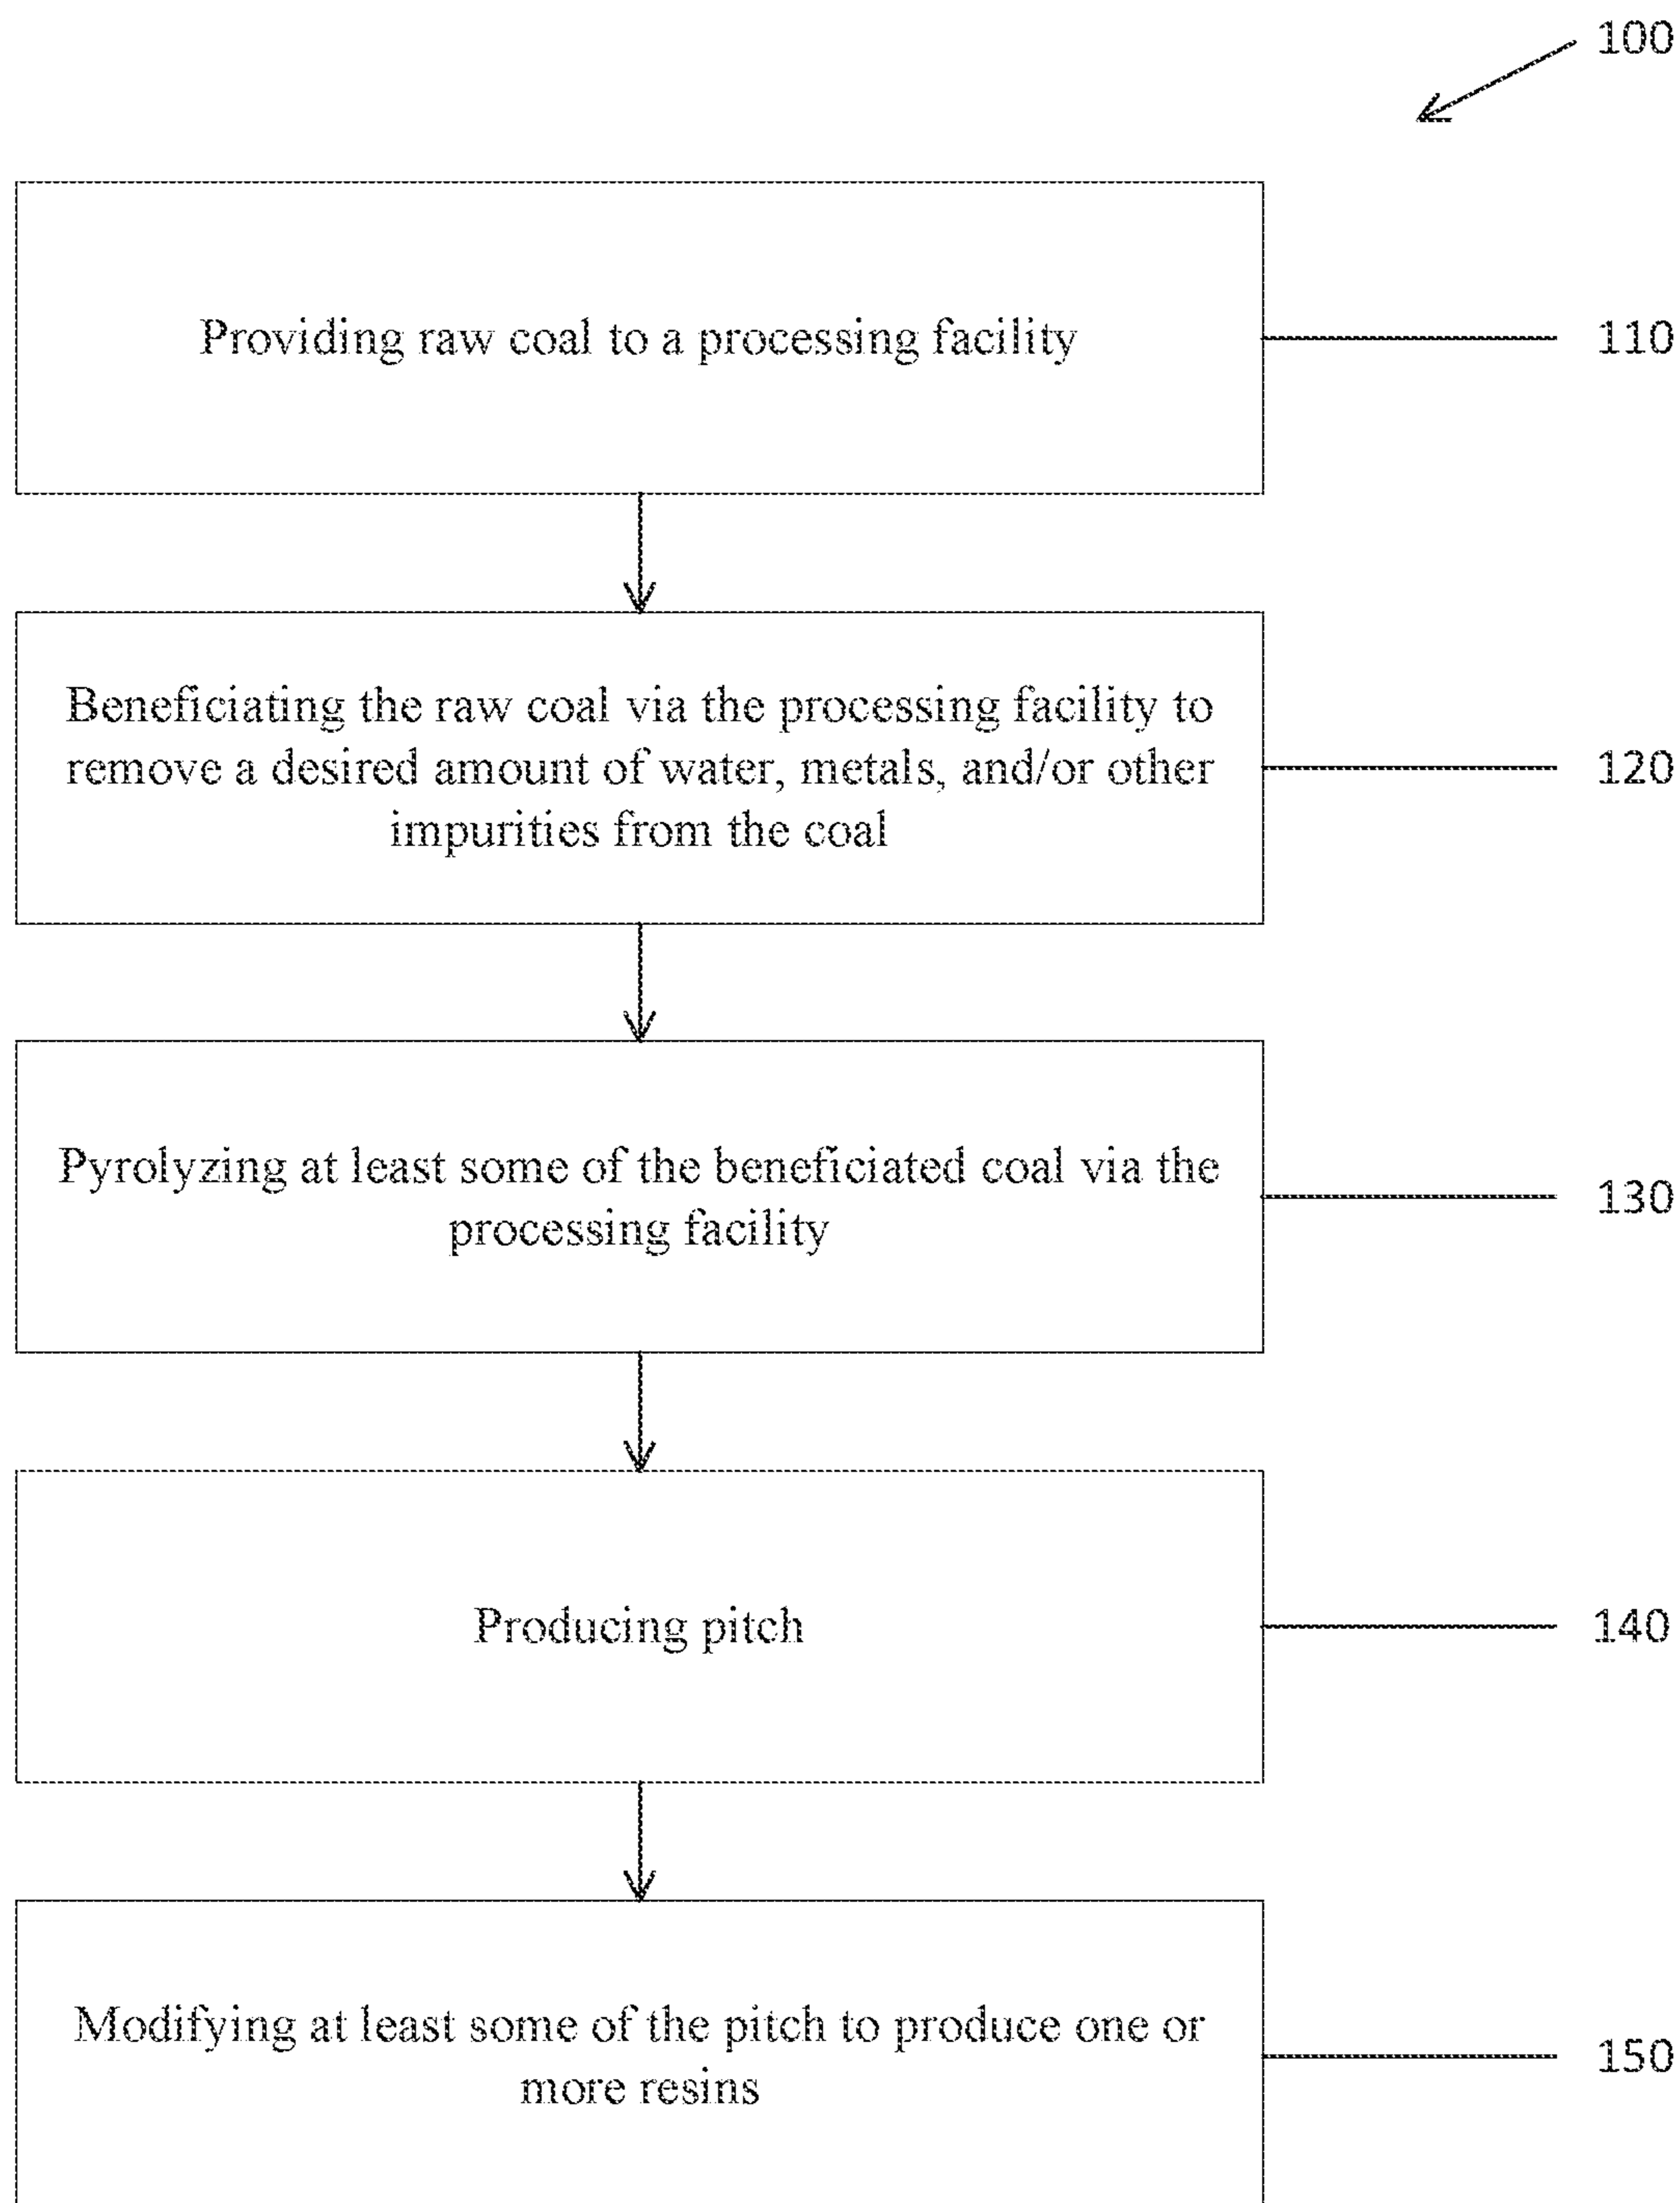 100
Providing raw coal to a processing facility
110
Beneficiating the raw coal via the processing facility to
remove a desired amount of water, metals, and/or other
impurities from the coal
120
Pyrolyzing at least some of the beneficiated coal via the
processing facility
130
Producing pitch
140
Modifying at least some of the pitch to produce one or
more resins
150